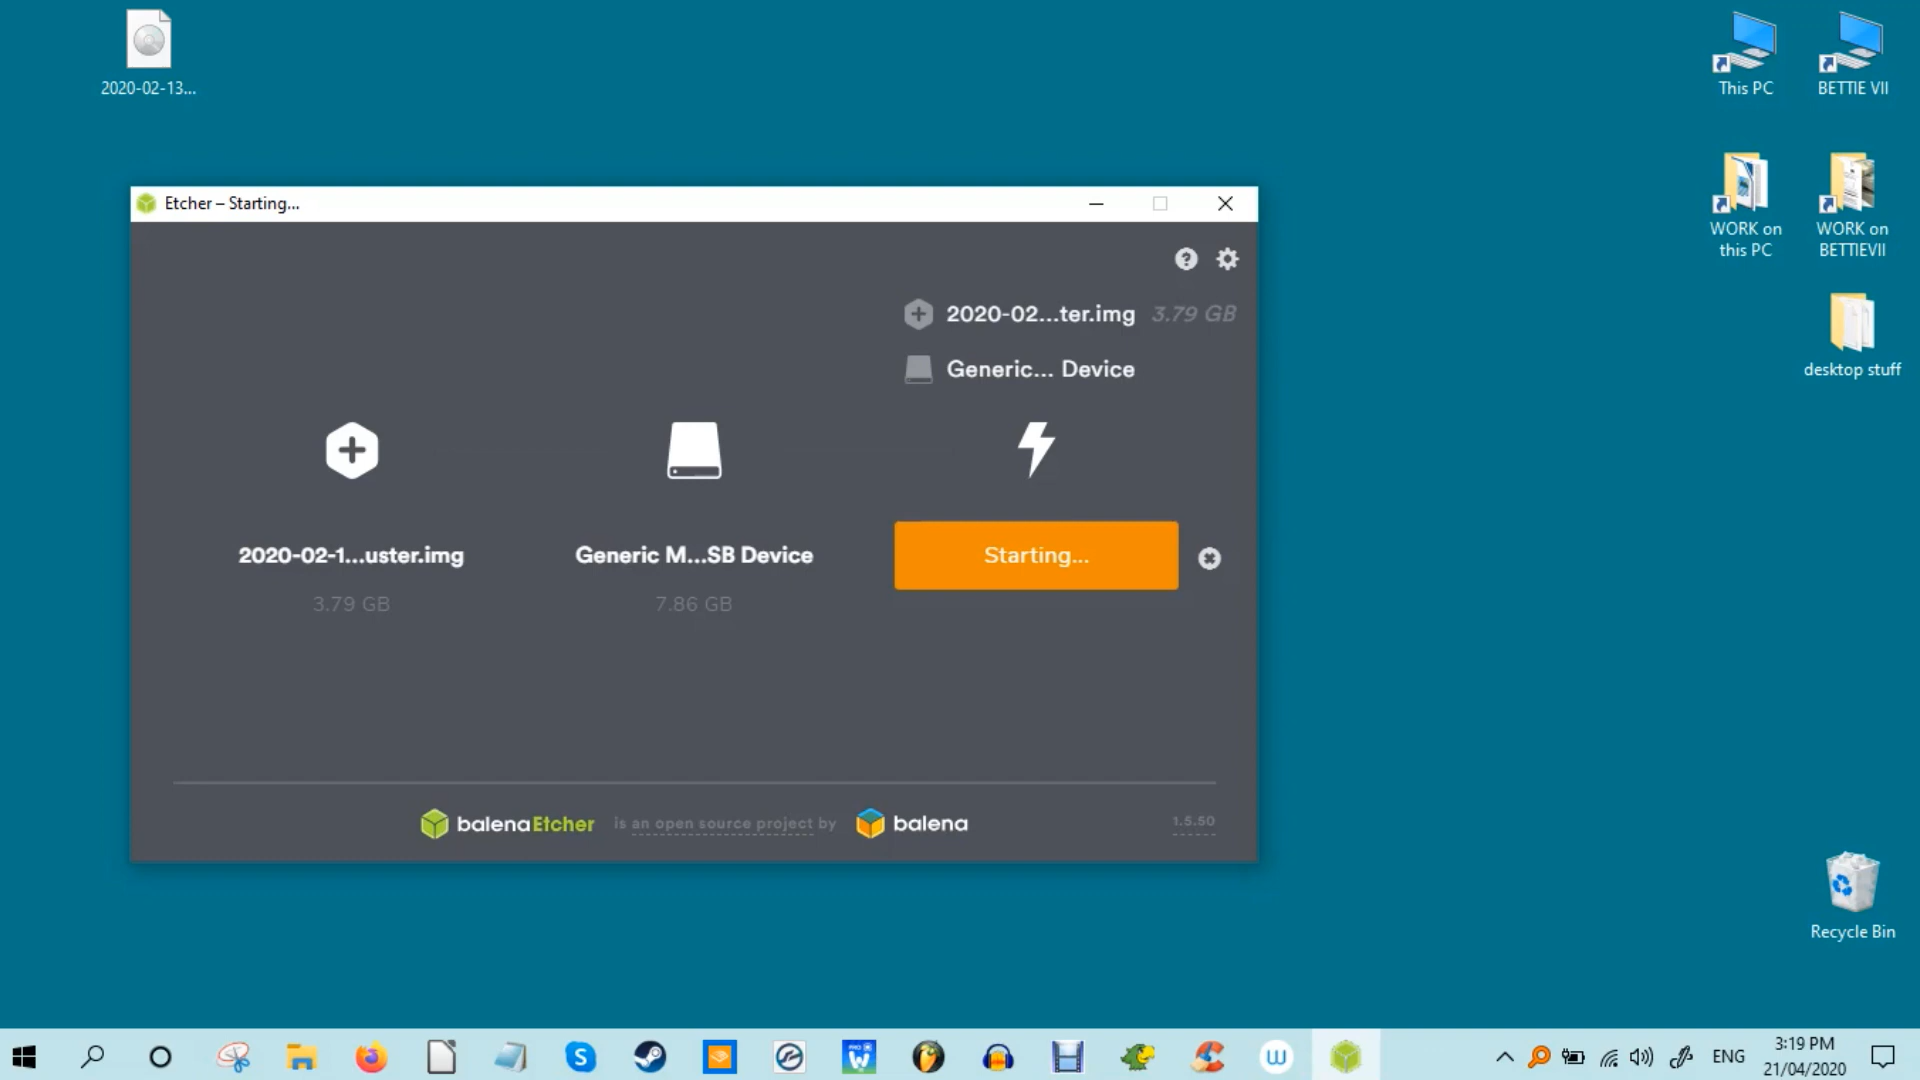 2020-02-13...
This PC
BETTIE VII
WORK on
this PC
WORK on
BETTIEVII
desktop stuff
Etcher – Starting...
2020-02...ter.img 3.79 GB
Generic... Device
2020-02-1...uster.img
3.79 GB
Generic M...SB Device
7.86 GB
Starting...
balenaEtcher is an open source project by balena
1.5.50
Recycle Bin
ENG
3:19 PM
21/04/2020